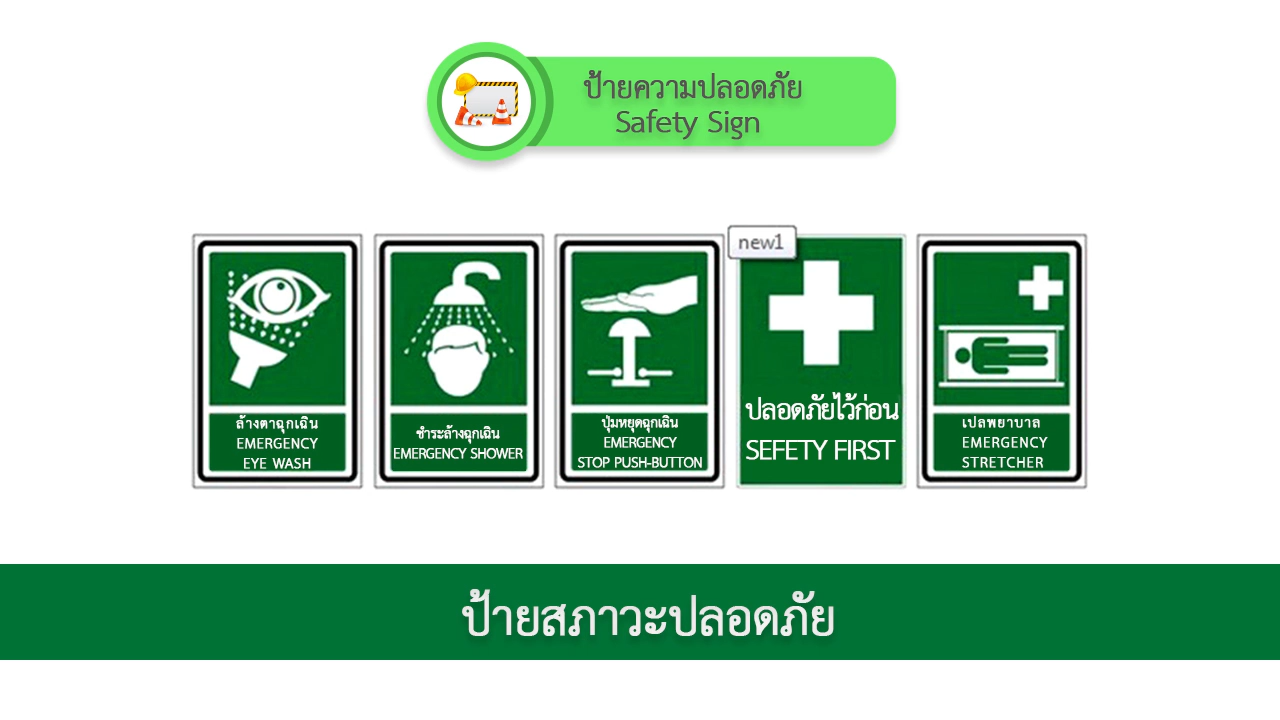 ป้ายความปลอดภัย
Safety Sign
ล้างตาฉุกเฉิน
EMERGENCY
EYE WASH
ชำระล้างฉุกเฉิน
EMERGENCY SHOWER
ปุ่มหยุดฉุกเฉิน
EMERGENCY
STOP PUSH-BUTTON
new1
ปลอดภัยไว้ก่อน
SEFETY FIRST
เปลพยาบาล
EMERGENCY
STRETCHER
ป้ายสภาวะปลอดภัย